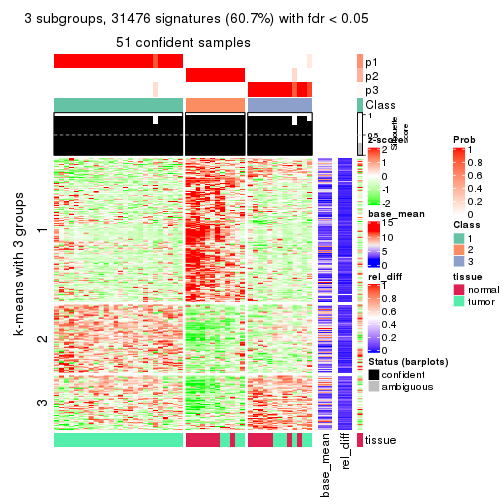 3 subgroups, 31476 signatures (60.7%) with fdr < 0.05
51 confident samples
p1
p2
p3
Class
1
0.5
Silhouette
score
k-means with 3 groups
1
2
3
tissue
base_mean
rel_diff
z-score
2
1
0
-1
-2
base_mean
15
10
5
0
rel_diff
1
0.8
0.6
0.4
0.2
0
Status (barplots)
confident
ambiguous
Prob
1
0.8
0.6
0.4
0.2
0
Class
1
2
3
tissue
normal
tumor